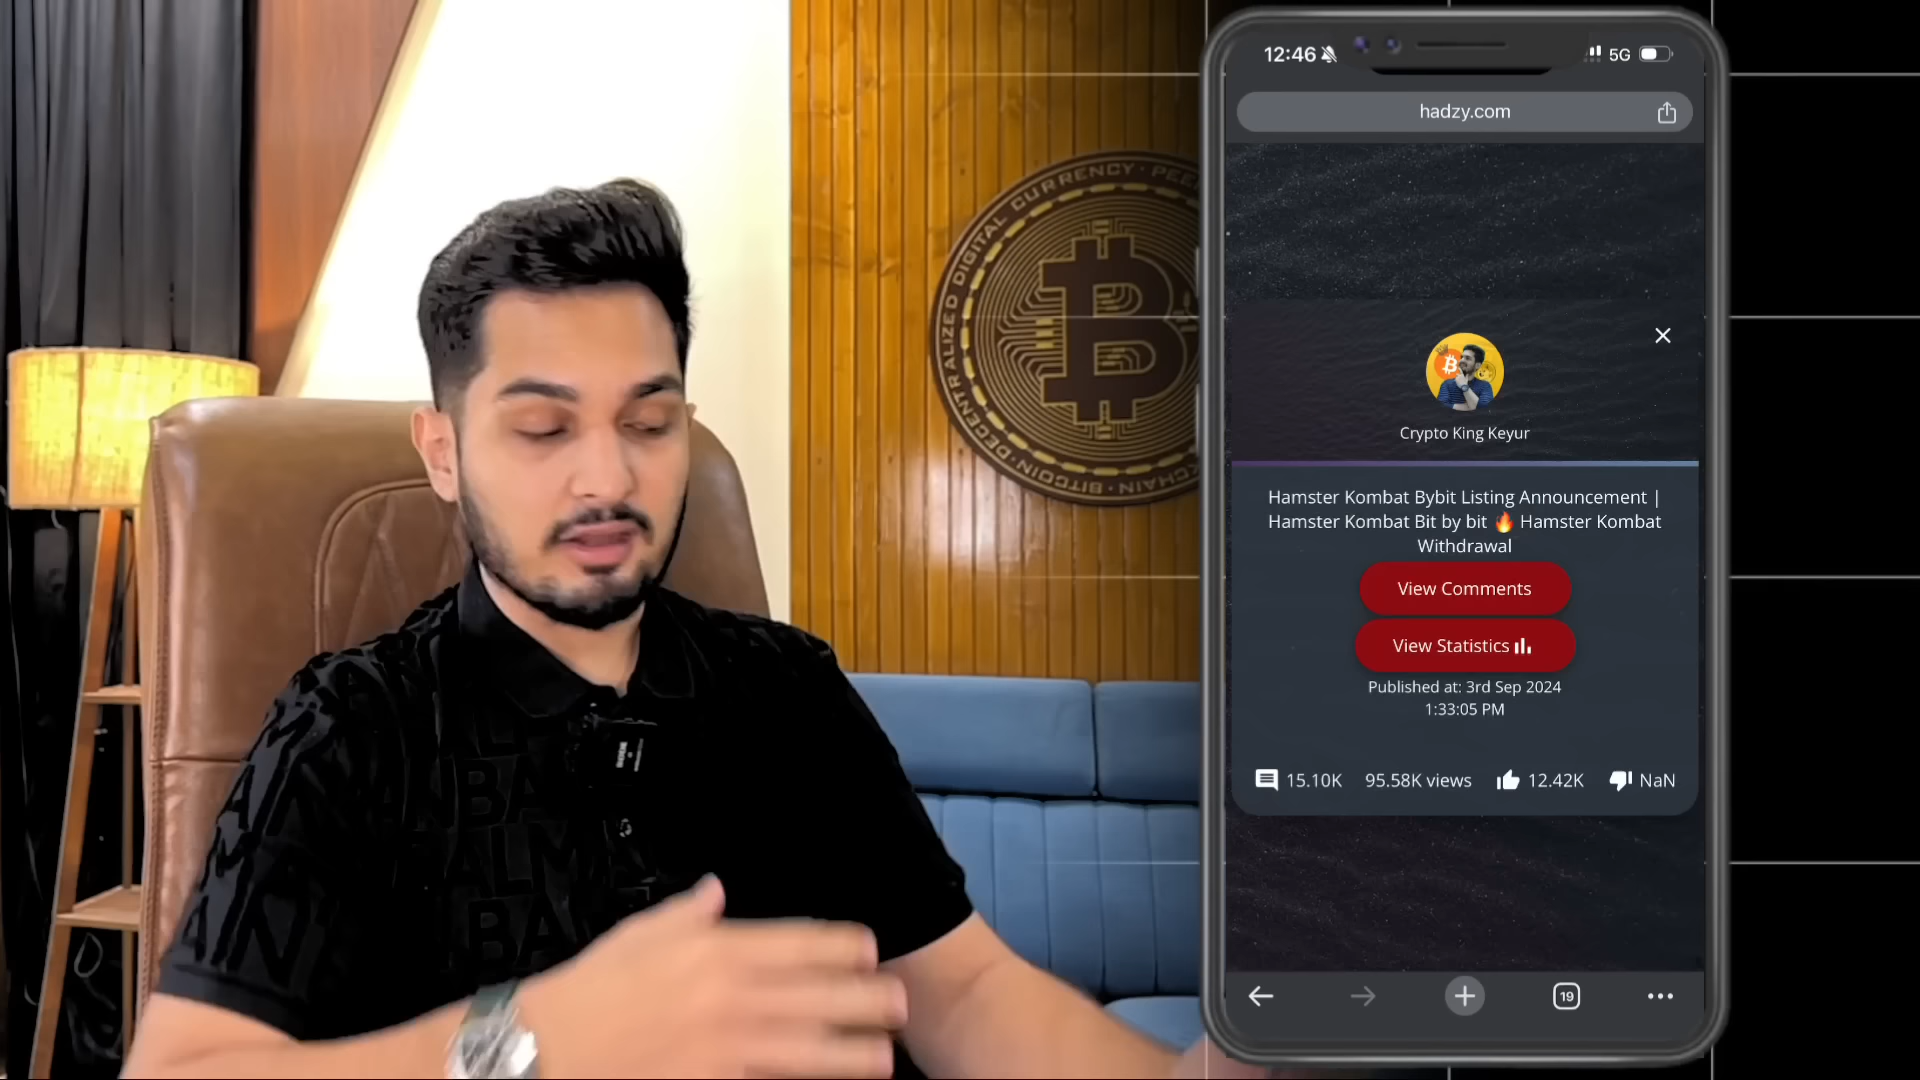 DECENTRALIZED DIGITAL CURRENCY · PEE
BITCOIN
12:46
5G
hadzy.com
Crypto King Keyur
Hamster Kombat Bybit Listing Announcement |
Hamster Kombat Bit by bit 🔥 Hamster Kombat
Withdrawal
View Comments
View Statistics
Published at: 3rd Sep 2024
1:33:05 PM
15.10K 95.58K views 12.42K NaN
19